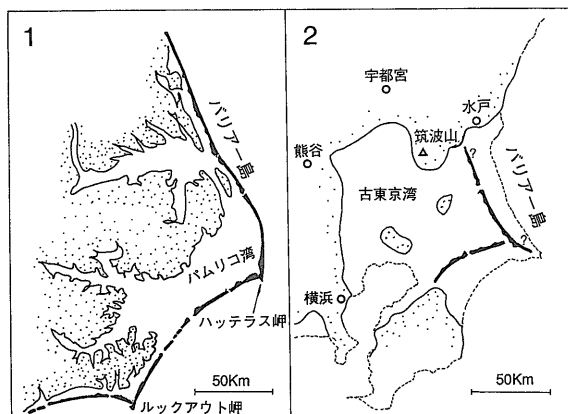 1
バリアー島
パムリコ湾
ハッテラス岬
50Km
ルックアウト岬
2
宇都宮
水戸
筑波山
熊谷
?
バリアー島
古東京湾
?
横浜
50Km